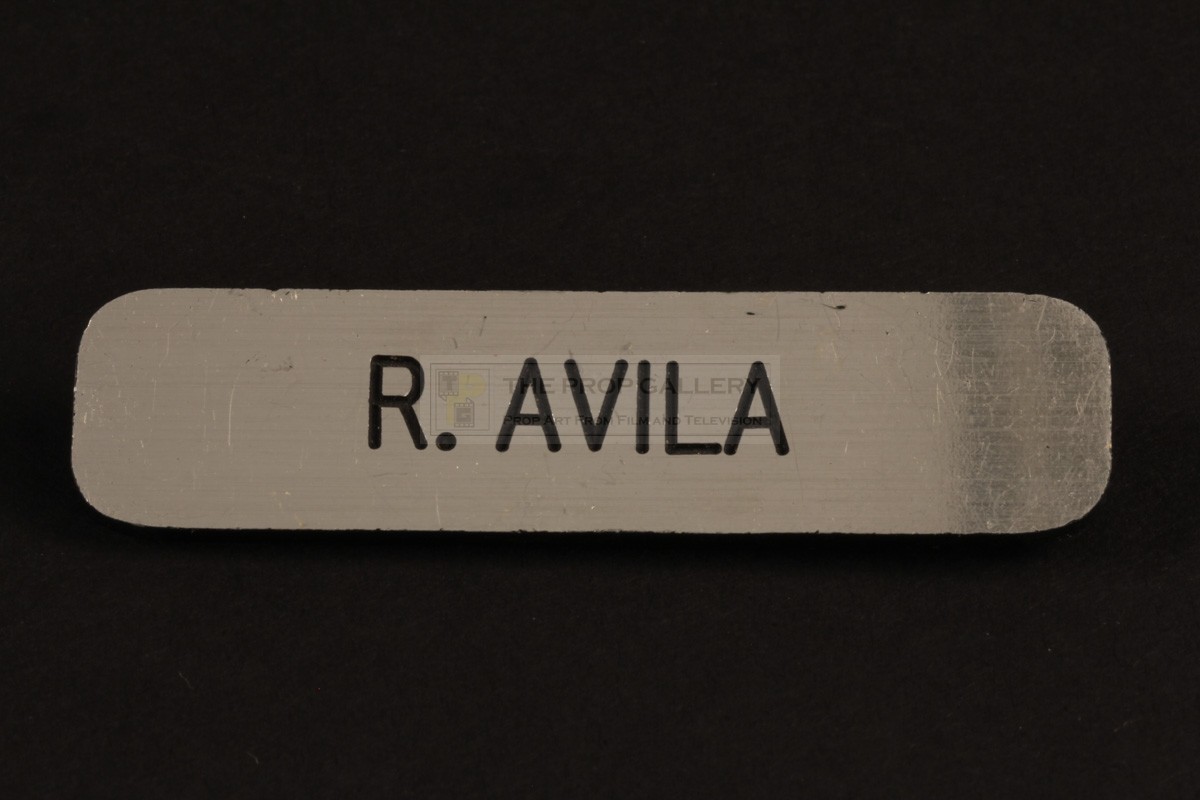 R. AVILA
THE PROP GALLERY
PROP ART FROM FILM AND TELEVISION